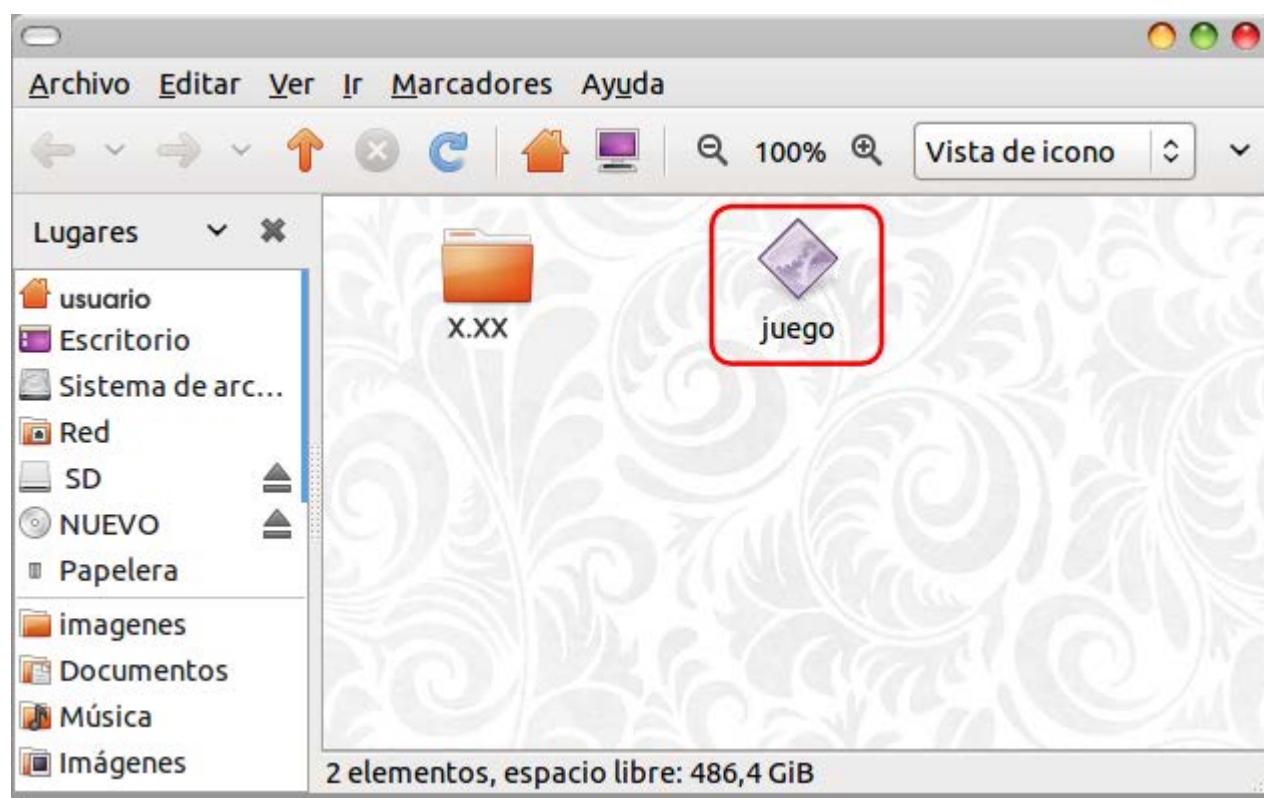 Archivo Editar Ver Ir Marcadores Ayuda
100% Vista de icono
Lugares
usuario
Escritorio
Sistema de arc...
Red
SD
NUEVO
Papelera
imagenes
Documentos
Música
Imágenes
X.XX
juego
2 elementos, espacio libre: 486,4 GiB